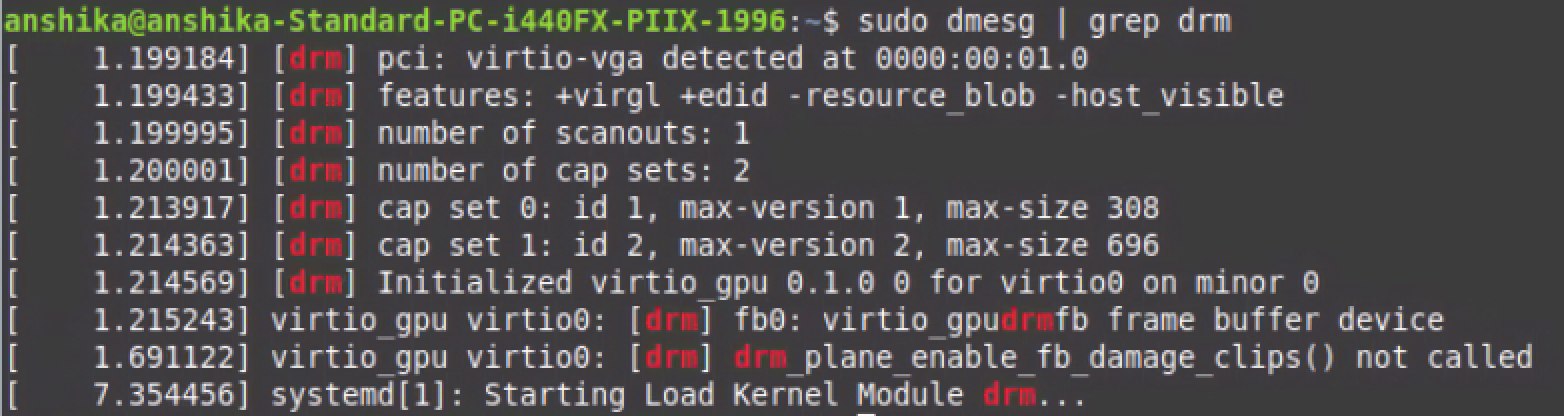 anshika@anshika-Standard-PC-i440FX-PIIX-1996:~$ sudo dmesg | grep drm
[    1.199184] [drm] pci: virtio-vga detected at 0000:00:01.0
[    1.199433] [drm] features: +virgl +edid -resource_blob -host_visible
[    1.199995] [drm] number of scanouts: 1
[    1.200001] [drm] number of cap sets: 2
[    1.213917] [drm] cap set 0: id 1, max-version 1, max-size 308
[    1.214363] [drm] cap set 1: id 2, max-version 2, max-size 696
[    1.214569] [drm] Initialized virtio_gpu 0.1.0 0 for virtio0 on minor 0
[    1.215243] virtio_gpu virtio0: [drm] fb0: virtio_gpudrmfb frame buffer device
[    1.691122] virtio_gpu virtio0: [drm] drm_plane_enable_fb_damage_clips() not called
[    7.354456] systemd[1]: Starting Load Kernel Module drm...